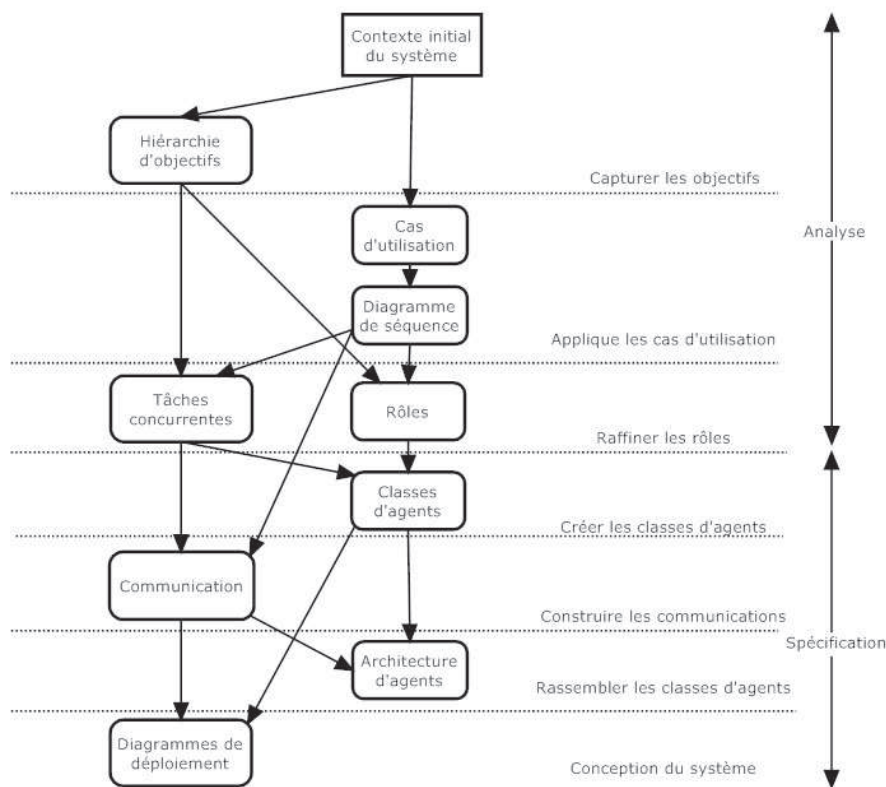 Contexte initial
du système
Hiérarchie
d'objectifs
Capturer les objectifs
Cas
d'utilisation
Analyse
Diagramme
de séquence
Applique les cas d'utilisation
Tâches
concurrentes
Rôles
Raffiner les rôles
Classes
d'agents
Créer les classes d'agents
Communication
Construire les communications
Spécification
Architecture
d'agents
Rassembler les classes d'agents
Diagrammes de
déploiement
Conception du système